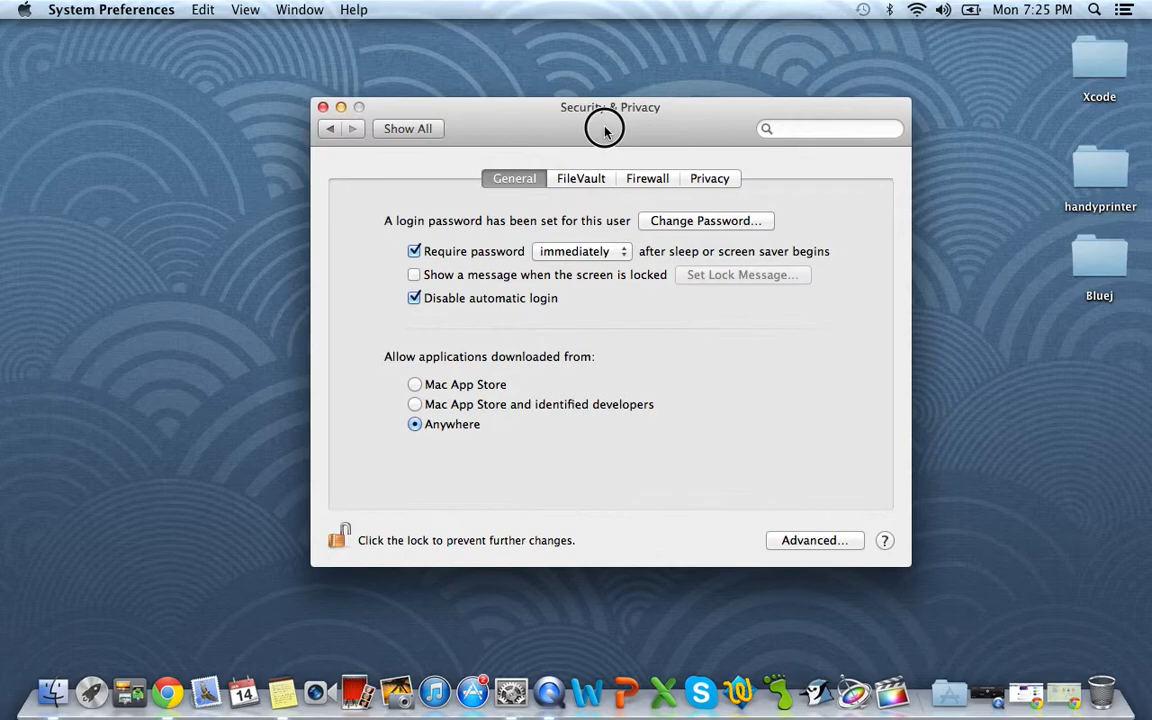 System Preferences Edit View Window Help Mon 7:25 PM
Security & Privacy
Show All
General FileVault Firewall Privacy
A login password has been set for this user Change Password...
Require password immediately after sleep or screen saver begins
Show a message when the screen is locked Set Lock Message...
Disable automatic login
Allow applications downloaded from:
Mac App Store
Mac App Store and identified developers
Anywhere
Click the lock to prevent further changes. Advanced... ?
Xcode
handyprinter
Bluej
14
2